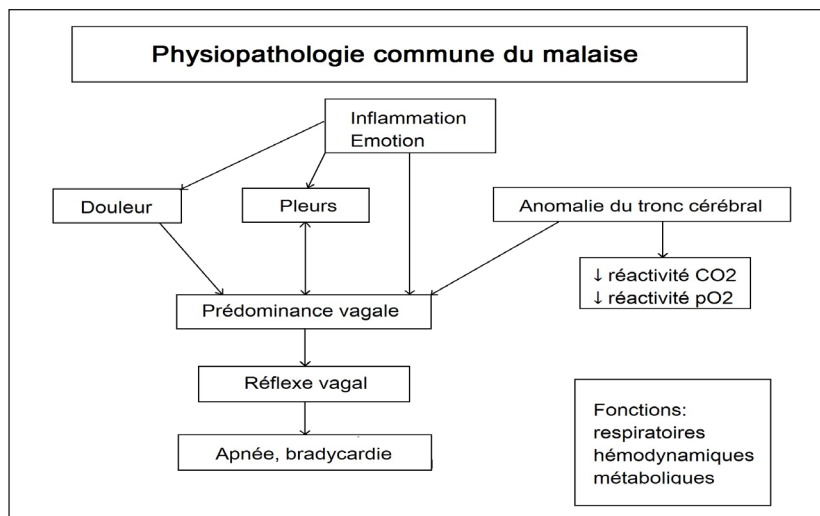 Physiopathologie commune du malaise
Inflammation
Emotion
Douleur
Pleurs
Anomalie du tronc cérébral
↓ réactivité CO2
↓ réactivité pO2
Prédominance vagale
Réflexe vagal
Apnée, bradycardie
Fonctions:
respiratoires
hémodynamiques
métaboliques